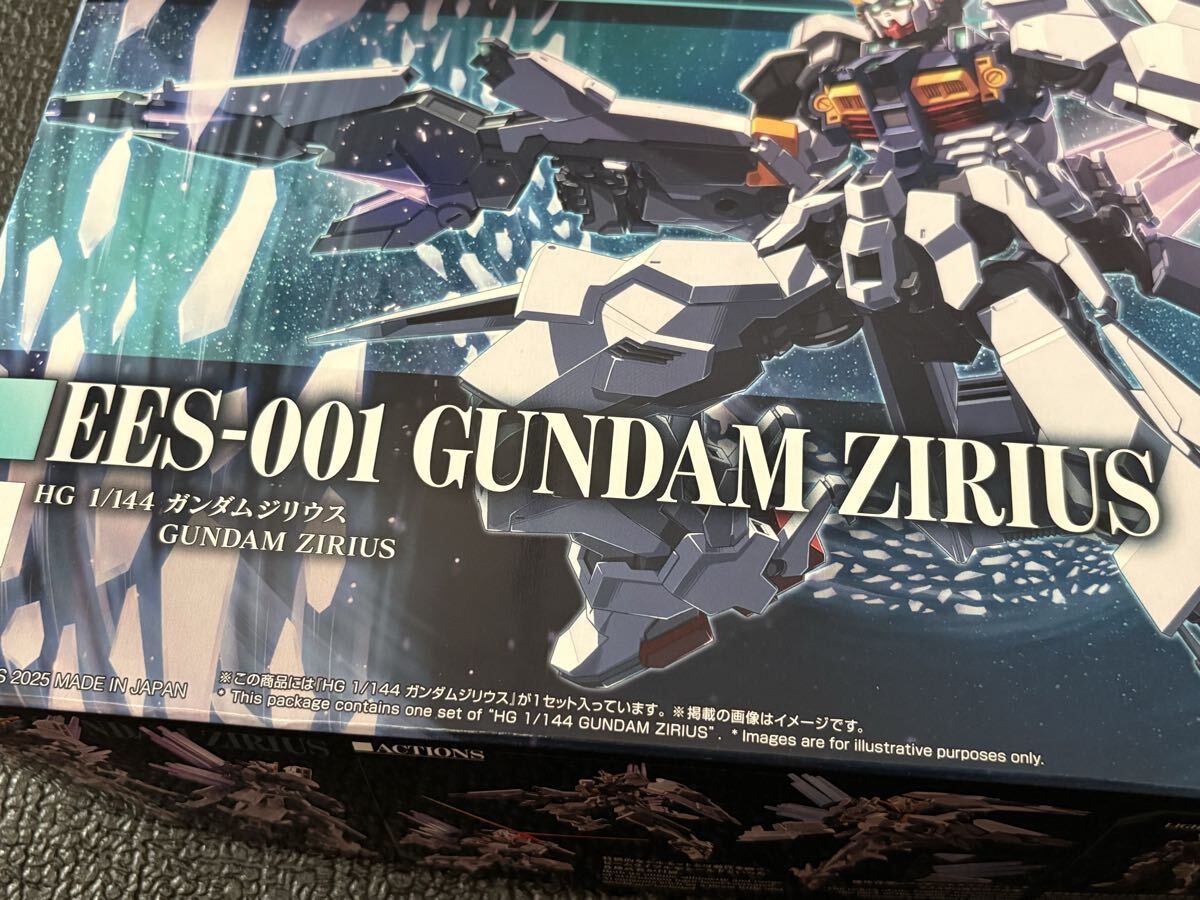 EES-001 GUNDAM ZIRIUS
HG 1/144 ガンダムジリウス
GUNDAM ZIRIUS
S 2025 MADE IN JAPAN
※この商品には『HG 1/144 ガンダムジリウス』が1セット入っています。※掲載の画像はイメージです。
* This package contains one set of "HG 1/144 GUNDAM ZIRIUS". * Images are for illustrative purposes only.
GUNDAM ZIRIUS
ACTIONS